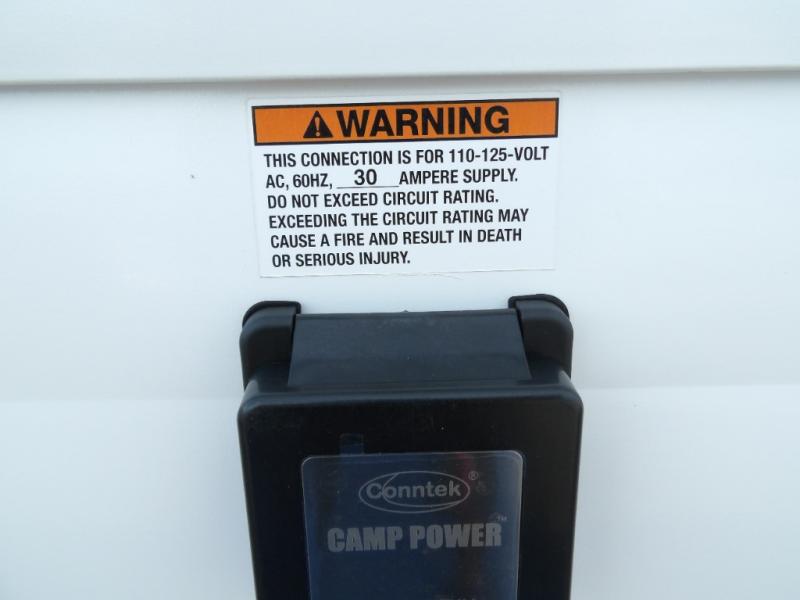 WARNING
THIS CONNECTION IS FOR 110-125-VOLT
AC, 60HZ, 30 AMPERE SUPPLY.
DO NOT EXCEED CIRCUIT RATING.
EXCEEDING THE CIRCUIT RATING MAY
CAUSE A FIRE AND RESULT IN DEATH
OR SERIOUS INJURY.
Conntek®
CAMP POWER™